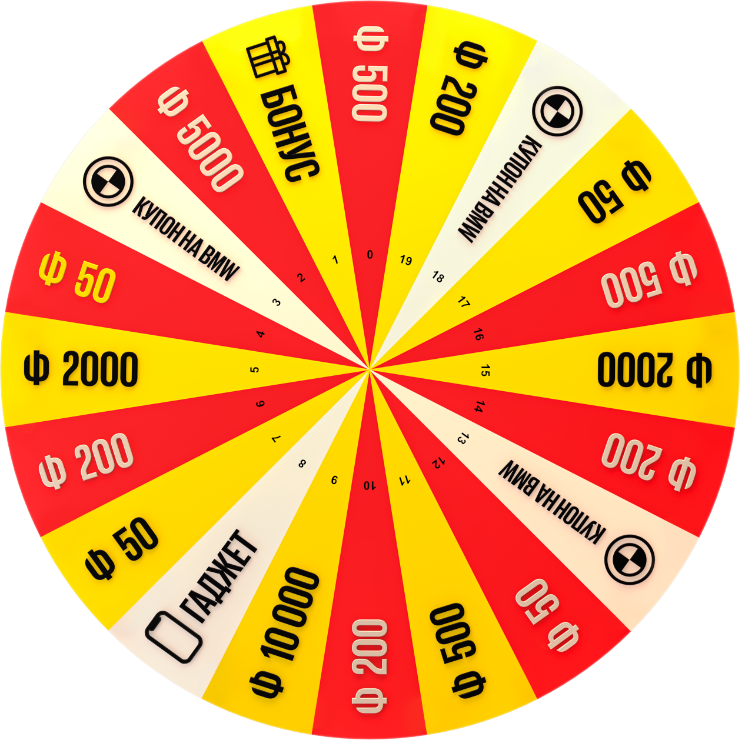 ф 500
0
БОНУС
1
ф 5000
2
КУПОН НА BMW
3
ф 50
4
ф 2000
5
ф 200
6
ф 50
7
ГАДЖЕТ
8
ф 10 000
9
ф 200
10
ф 500
11
ф 50
12
КУПОН НА BMW
13
ф 200
14
ф 2000
15
ф 500
16
ф 50
17
КУПОН НА BMW
18
ф 200
19